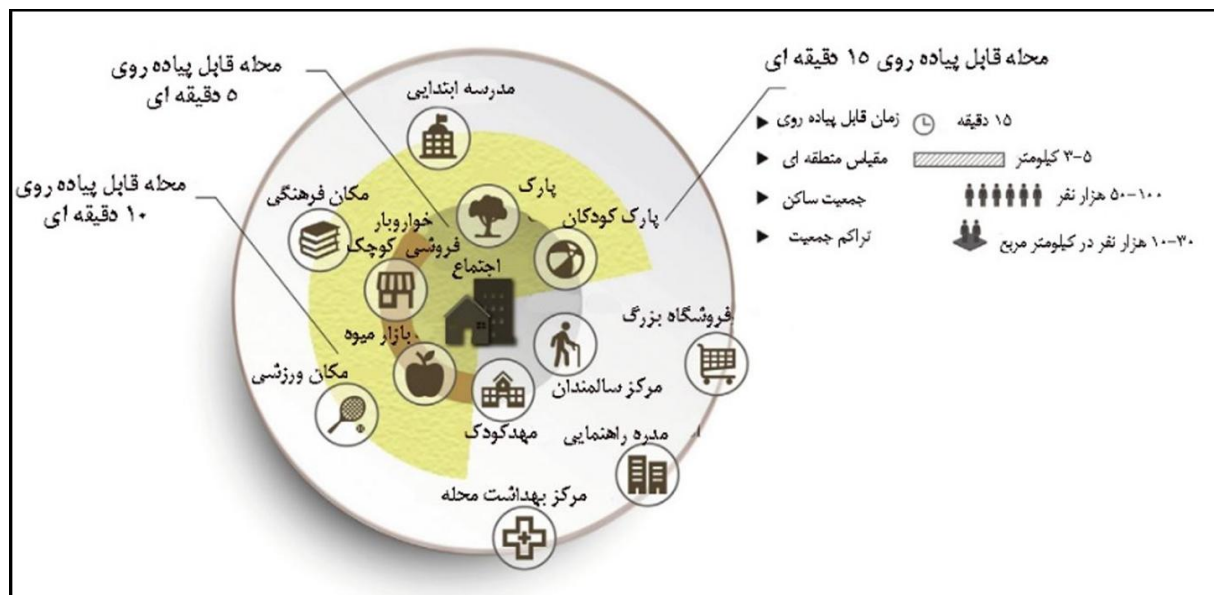 محله قابل پیاده روی ۱۵ دقیقه ای
زمان قابل پیاده روی ۱۵ دقیقه
مقیاس منطقه ای ۳-۵ کیلومتر
جمعیت ساکن ۵۰-۱۰۰ هزار نفر
تراکم جمعیت ۱۰-۳۰ هزار نفر در کیلومتر مربع
محله قابل پیاده روی
۵ دقیقه ای
محله قابل پیاده روی
۱۰ دقیقه ای
مدرسه ابتدایی
مکان فرهنگی
پارک
پارک کودکان
خواروبار
فروشی کوچک
اجتماع
بازار میوه
مکان ورزشی
فروشگاه بزرگ
مرکز سالمندان
مهدکودک
مدره راهنمایی
مرکز بهداشت محله